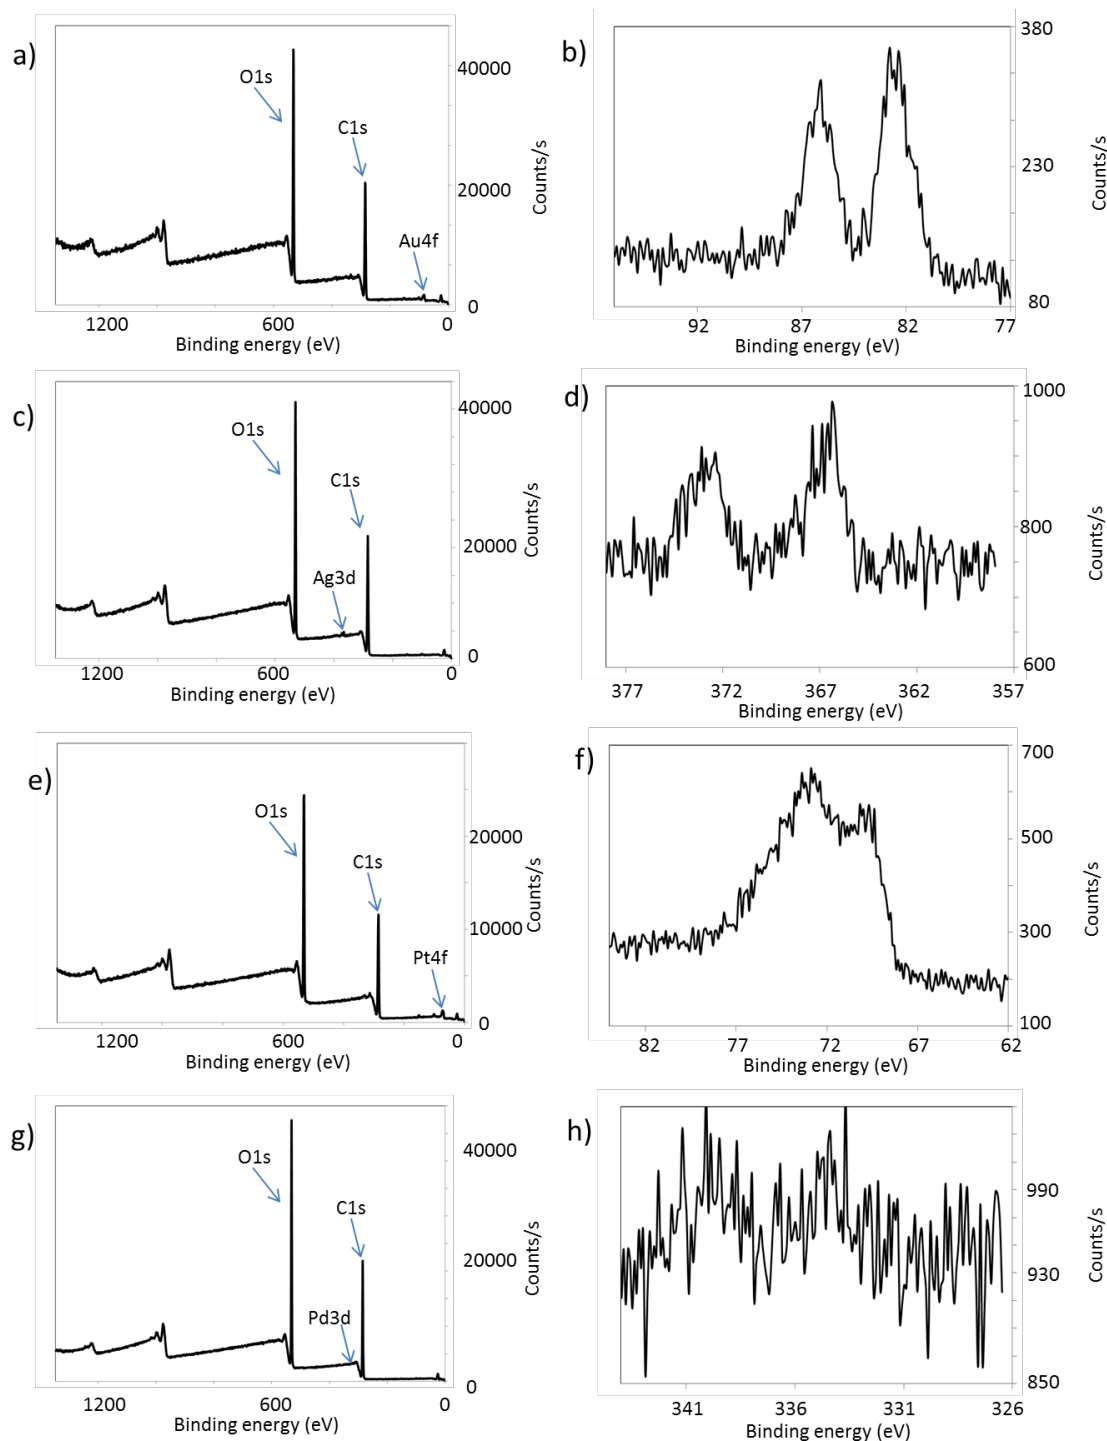 a)
O1s
C1s
Au4f
40000
20000
0
Counts/s
1200
600
0
Binding energy (eV)
b)
380
230
80
Counts/s
92
87
82
77
Binding energy (eV)
c)
O1s
C1s
Ag3d
40000
20000
0
Counts/s
1200
600
0
Binding energy (eV)
d)
1000
800
600
Counts/s
377
372
367
362
357
Binding energy (eV)
e)
O1s
C1s
Pt4f
20000
10000
0
Counts/s
1200
600
0
Binding energy (eV)
f)
700
500
300
100
Counts/s
82
77
72
67
62
Binding energy (eV)
g)
O1s
C1s
Pd3d
40000
20000
0
Counts/s
1200
600
0
Binding energy (eV)
h)
990
930
850
Counts/s
341
336
331
326
Binding energy (eV)